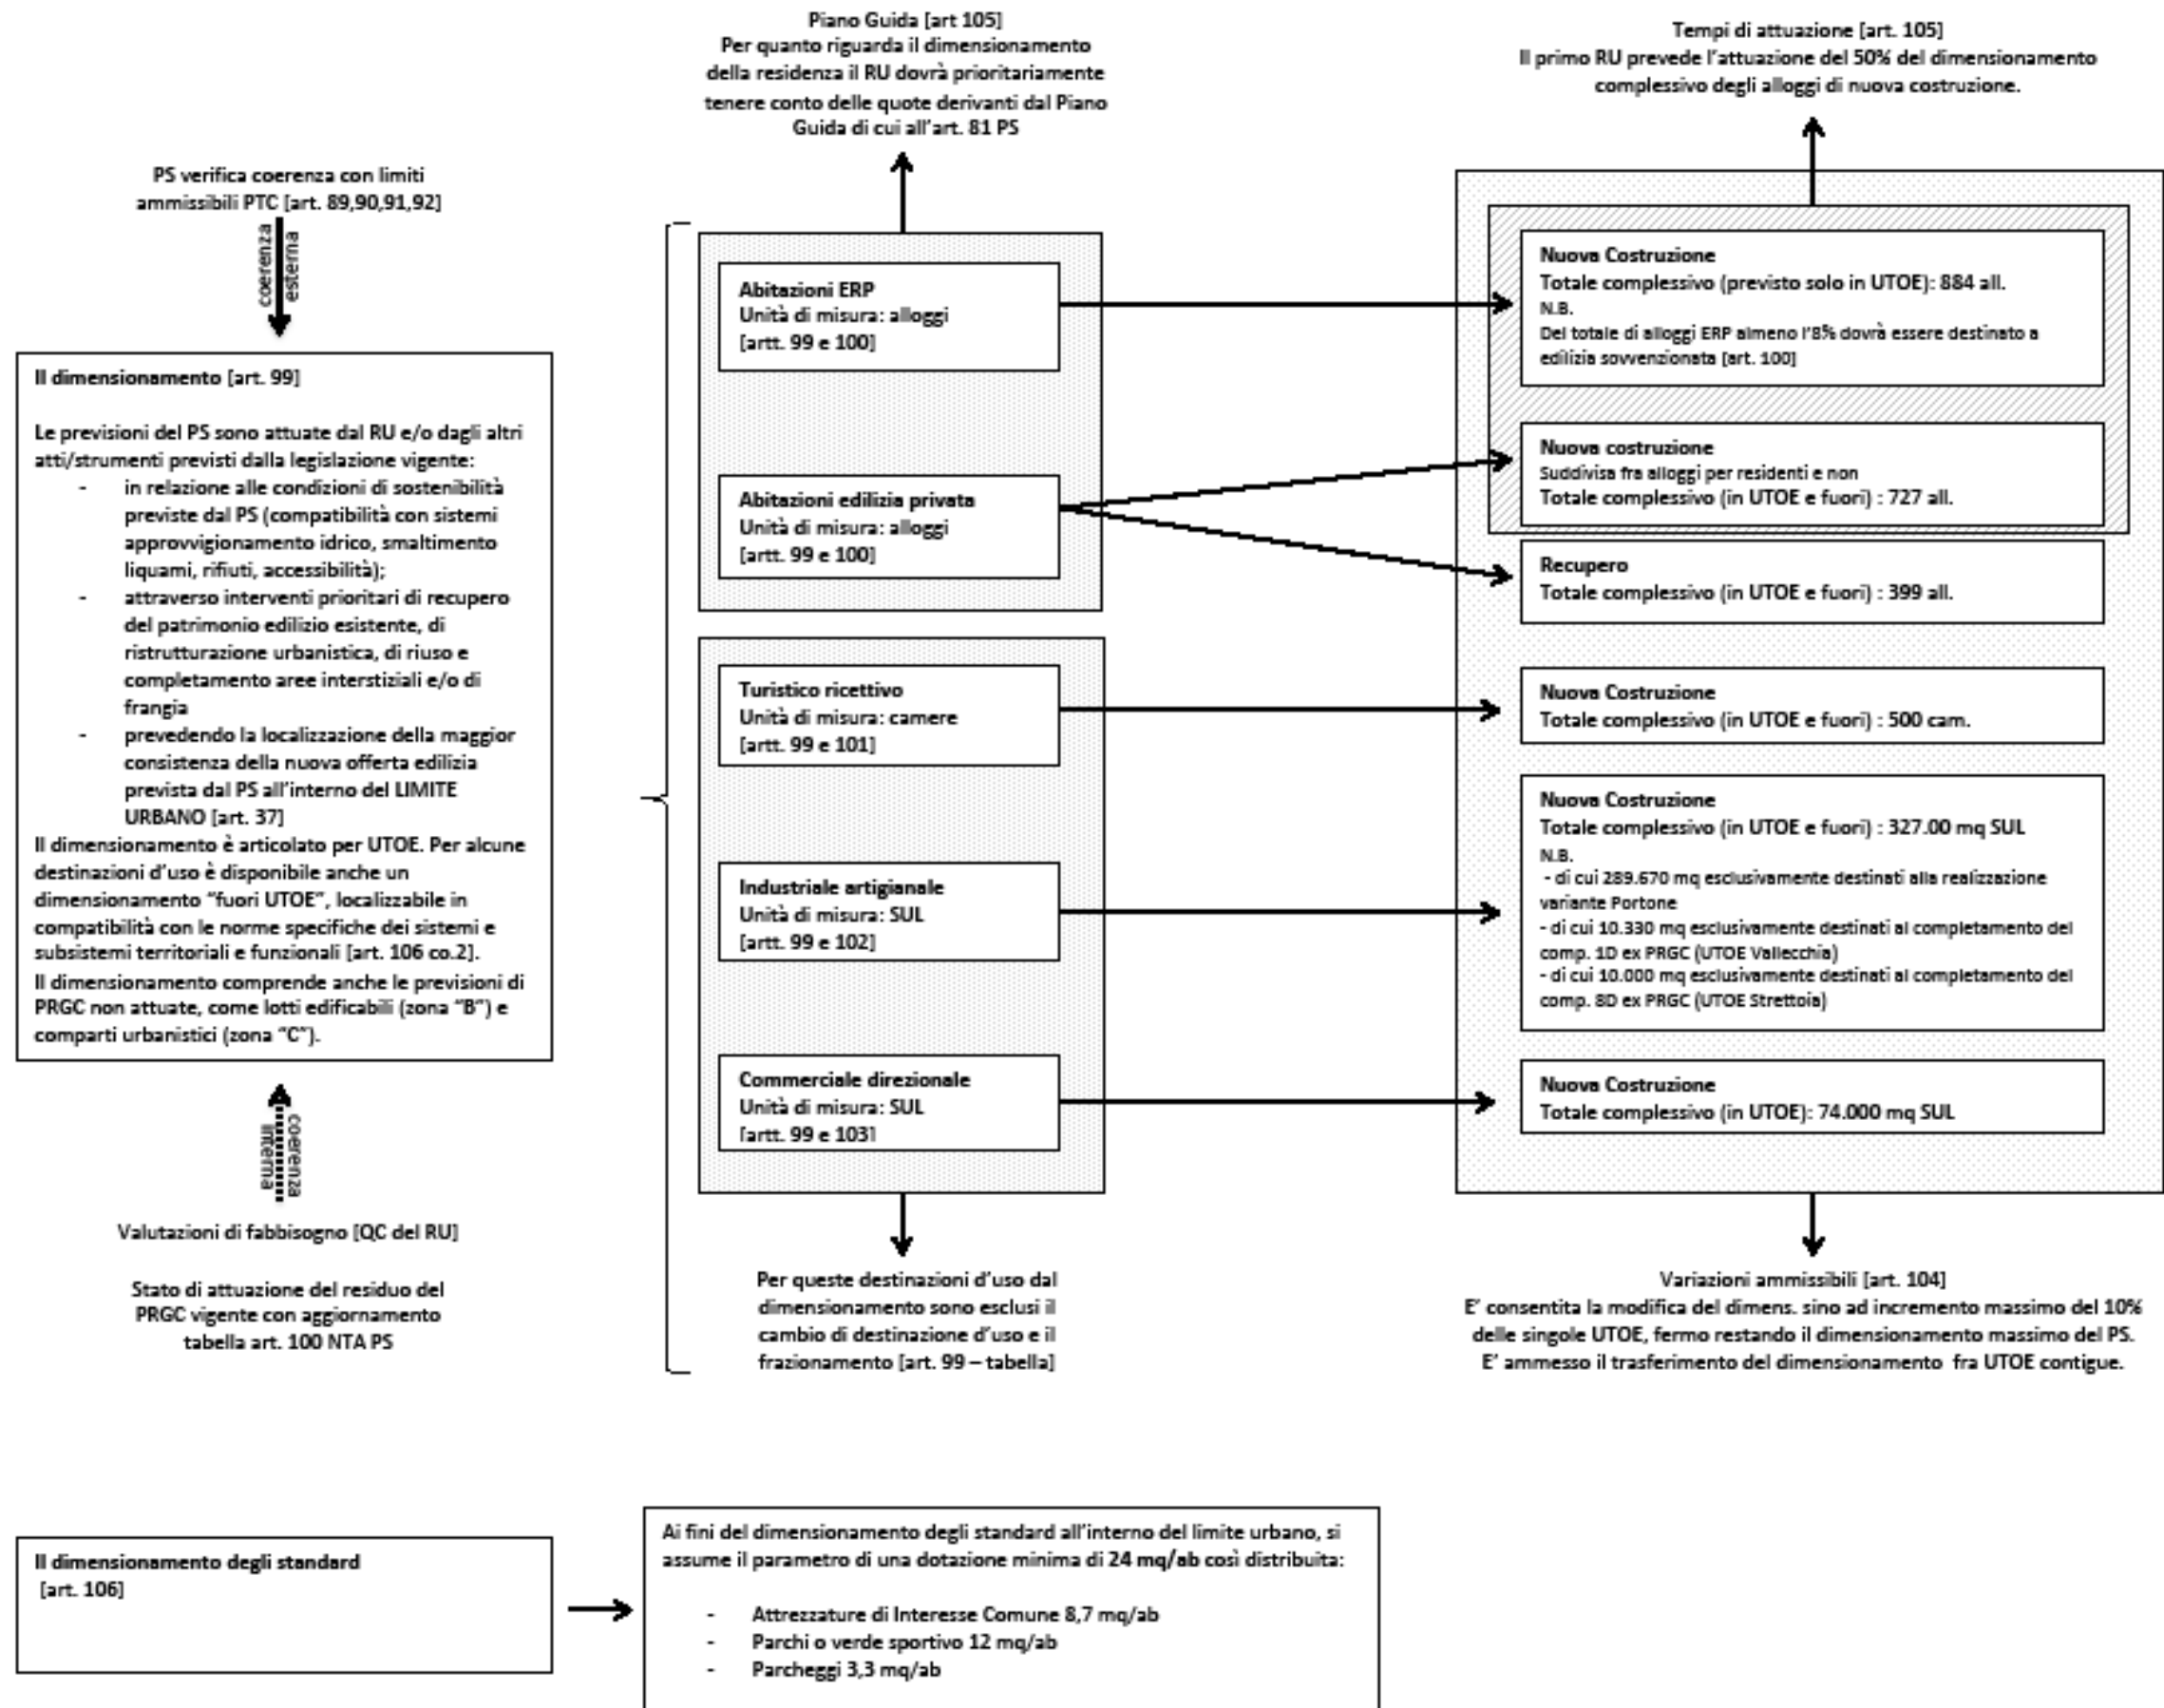 Piano Guida [art 105]
Per quanto riguarda il dimensionamento
della residenza il RU dovrà prioritariamente
tenere conto delle quote derivanti dal Piano
Guida di cui all'art. 81 PS
Tempi di attuazione [art. 105]
Il primo RU prevede l'attuazione del 50% del dimensionamento
complessivo degli alloggi di nuova costruzione.
PS verifica coerenza con limiti
ammissibili PTC [art. 89,90,91,92]
coerenza
esterna
Il dimensionamento [art. 99]
Le previsioni del PS sono attuate dal RU e/o dagli altri
atti/strumenti previsti dalla legislazione vigente:
- in relazione alle condizioni di sostenibilità
previste dal PS (compatibilità con sistemi
approvvigionamento idrico, smaltimento
liquami, rifiuti, accessibilità);
- attraverso interventi prioritari di recupero
del patrimonio edilizio esistente, di
ristrutturazione urbanistica, di riuso e
completamento aree interstiziali e/o di
frangia
- prevedendo la localizzazione della maggior
consistenza della nuova offerta edilizia
prevista dal PS all'interno del LIMITE
URBANO [art. 37]
Il dimensionamento è articolato per UTOE. Per alcune
destinazioni d'uso è disponibile anche un
dimensionamento "fuori UTOE", localizzabile in
compatibilità con le norme specifiche dei sistemi e
subsistemi territoriali e funzionali [art. 106 co.2].
Il dimensionamento comprende anche le previsioni di
PRGC non attuate, come lotti edificabili (zona "B") e
comparti urbanistici (zona "C").
coerenza
interna
Valutazioni di fabbisogno [QC del RU]
Stato di attuazione del residuo del
PRGC vigente con aggiornamento
tabella art. 100 NTA PS
Abitazioni ERP
Unità di misura: alloggi
[artt. 99 e 100]
Abitazioni edilizia privata
Unità di misura: alloggi
[artt. 99 e 100]
Turistico ricettivo
Unità di misura: camere
[artt. 99 e 101]
Industriale artigianale
Unità di misura: SUL
[artt. 99 e 102]
Commerciale direzionale
Unità di misura: SUL
[artt. 99 e 103]
Per queste destinazioni d'uso dal
dimensionamento sono esclusi il
cambio di destinazione d'uso e il
frazionamento [art. 99 – tabella]
Nuova Costruzione
Totale complessivo (previsto solo in UTOE): 884 all.
N.B.
Del totale di alloggi ERP almeno l'8% dovrà essere destinato a
edilizia sovvenzionata [art. 100]
Nuova costruzione
Suddivisa fra alloggi per residenti e non
Totale complessivo (in UTOE e fuori) : 727 all.
Recupero
Totale complessivo (in UTOE e fuori) : 399 all.
Nuova Costruzione
Totale complessivo (in UTOE e fuori) : 500 cam.
Nuova Costruzione
Totale complessivo (in UTOE e fuori) : 327.00 mq SUL
N.B.
- di cui 289.670 mq esclusivamente destinati alla realizzazione
variante Portone
- di cui 10.330 mq esclusivamente destinati al completamento del
comp. 1D ex PRGC (UTOE Vallecchia)
- di cui 10.000 mq esclusivamente destinati al completamento del
comp. 8D ex PRGC (UTOE Strettoia)
Nuova Costruzione
Totale complessivo (in UTOE): 74.000 mq SUL
Variazioni ammissibili [art. 104]
E' consentita la modifica del dimens. sino ad incremento massimo del 10%
delle singole UTOE, fermo restando il dimensionamento massimo del PS.
E' ammesso il trasferimento del dimensionamento fra UTOE contigue.
Il dimensionamento degli standard
[art. 106]
Ai fini del dimensionamento degli standard all'interno del limite urbano, si
assume il parametro di una dotazione minima di 24 mq/ab così distribuita:
- Attrezzature di Interesse Comune 8,7 mq/ab
- Parchi o verde sportivo 12 mq/ab
- Parcheggi 3,3 mq/ab